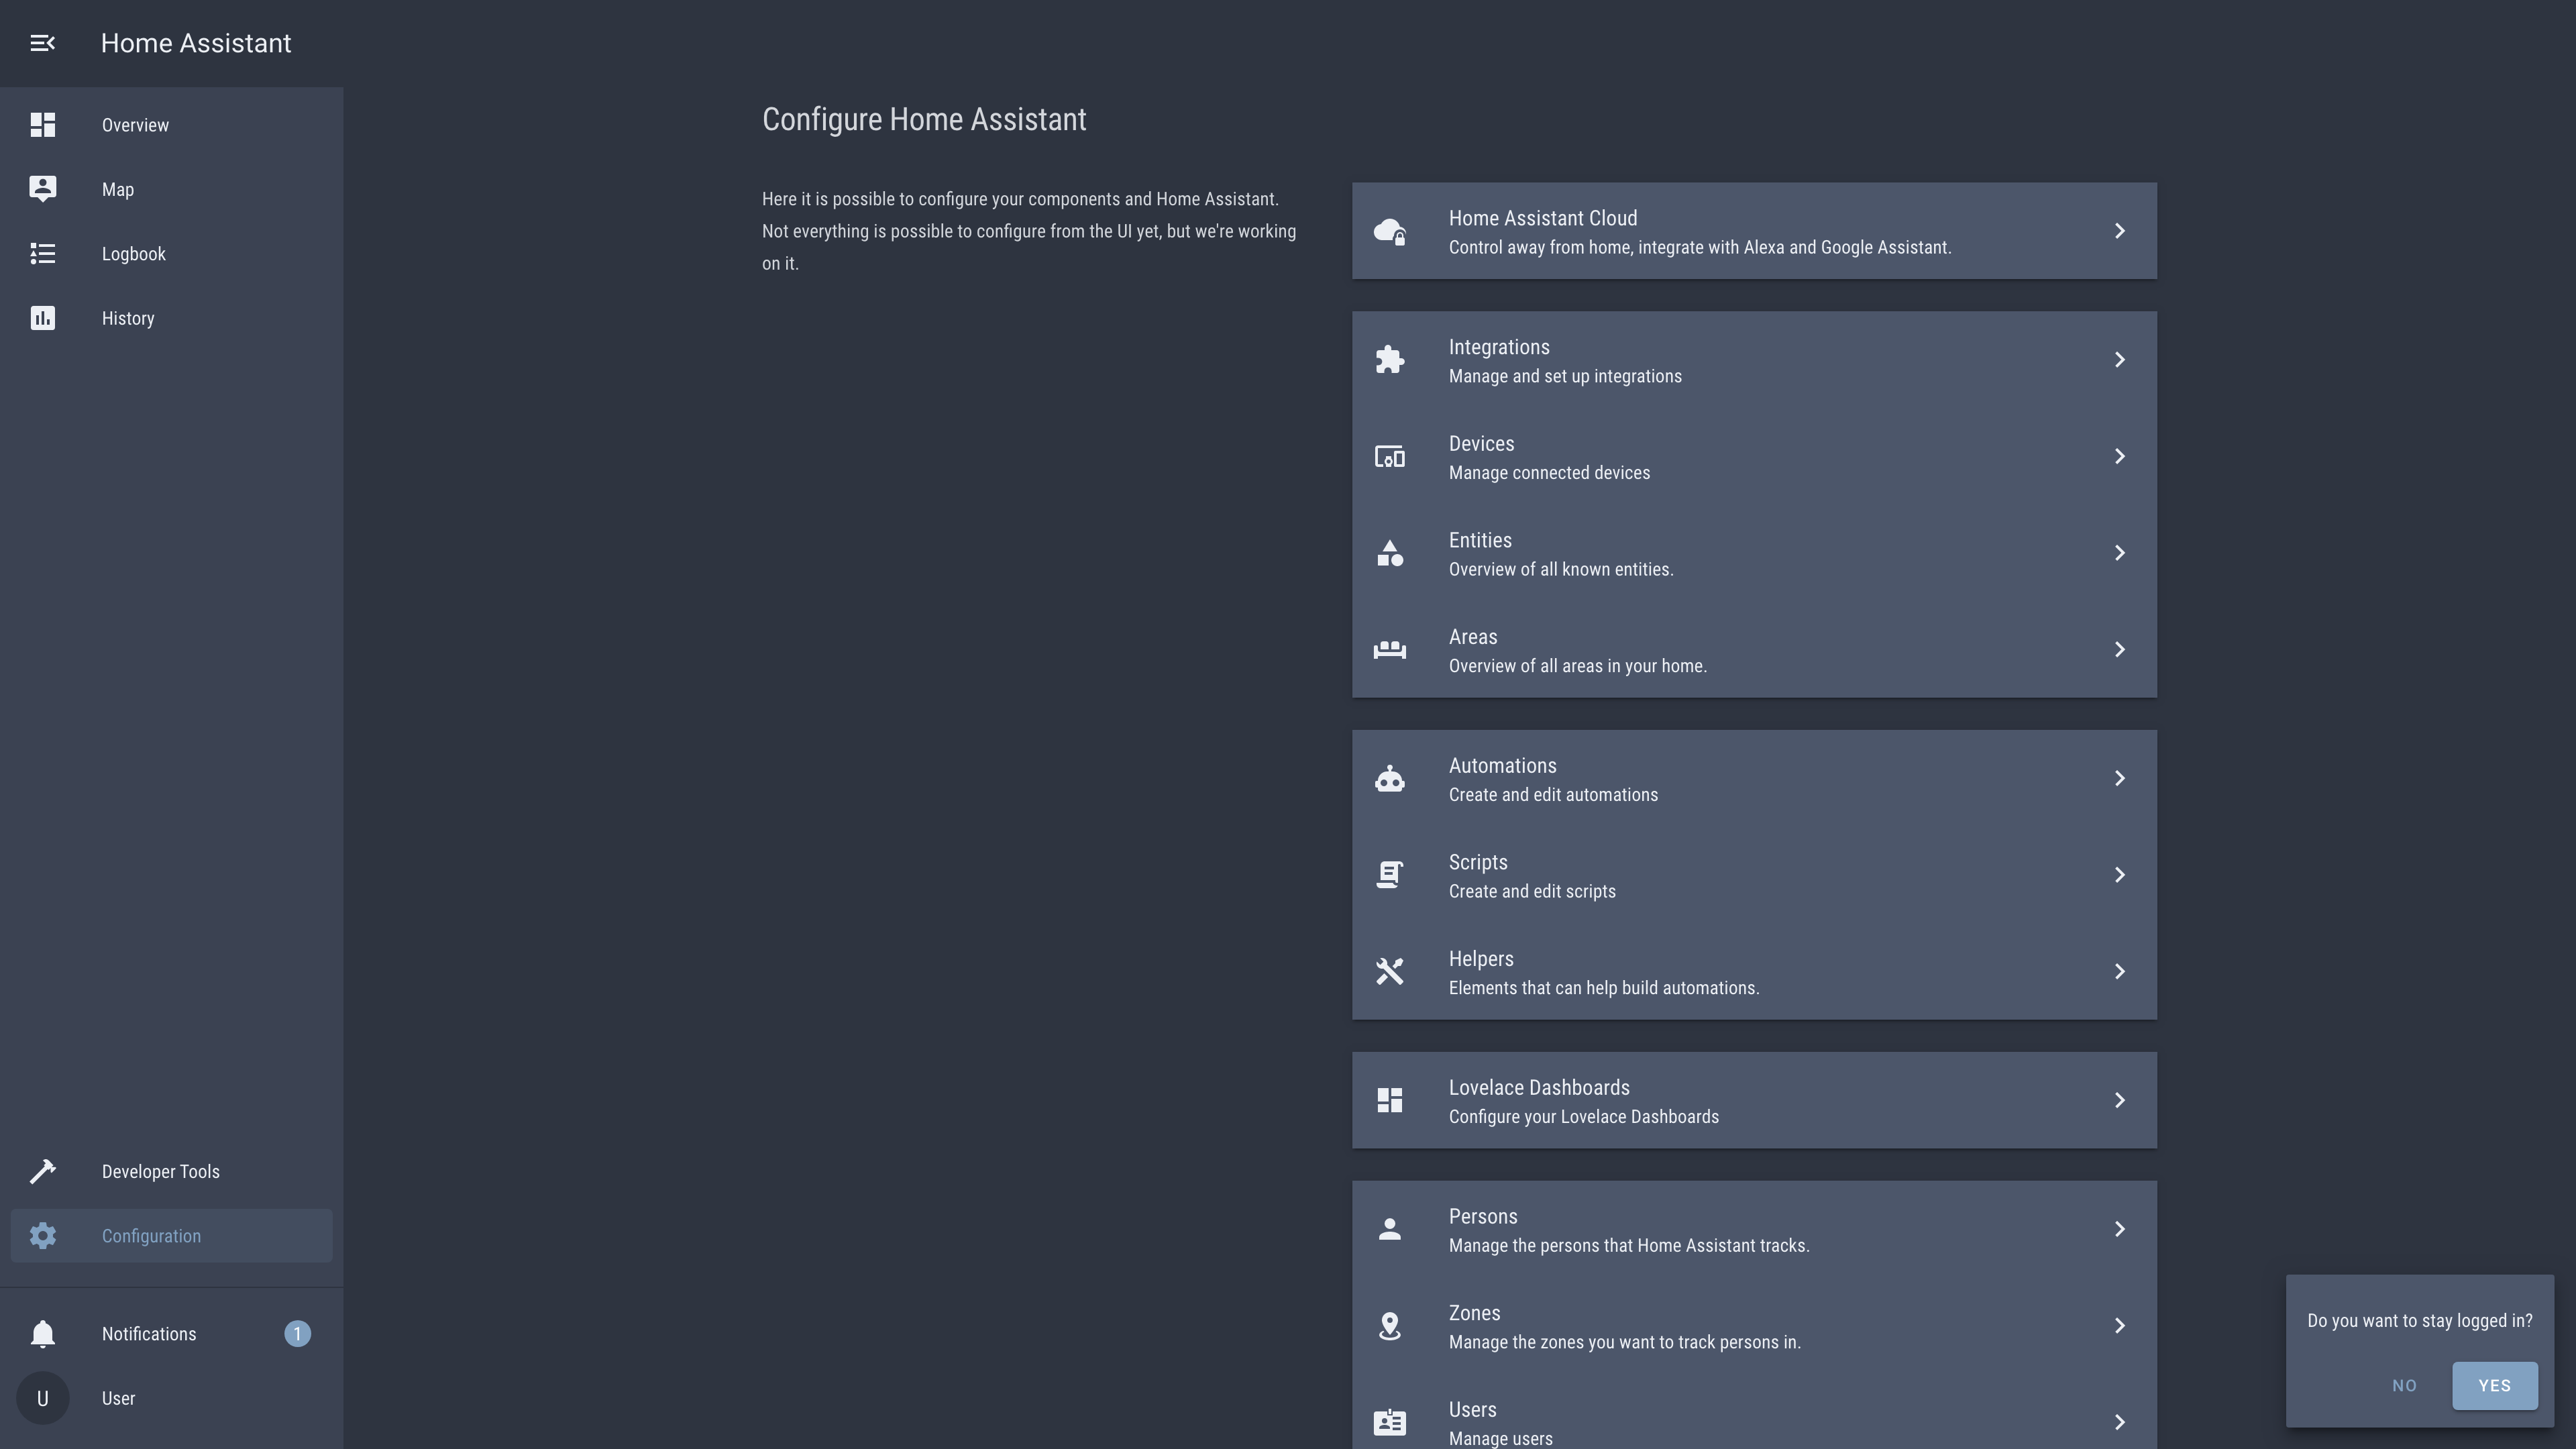 Home Assistant
Overview
Map
Logbook
History
Developer Tools
Configuration
Notifications 1
U User
Configure Home Assistant
Here it is possible to configure your components and Home Assistant.
Not everything is possible to configure from the UI yet, but we're working
on it.
Home Assistant Cloud
Control away from home, integrate with Alexa and Google Assistant.
Integrations
Manage and set up integrations
Devices
Manage connected devices
Entities
Overview of all known entities.
Areas
Overview of all areas in your home.
Automations
Create and edit automations
Scripts
Create and edit scripts
Helpers
Elements that can help build automations.
Lovelace Dashboards
Configure your Lovelace Dashboards
Persons
Manage the persons that Home Assistant tracks.
Zones
Manage the zones you want to track persons in.
Users
Manage users
Do you want to stay logged in?
NO YES